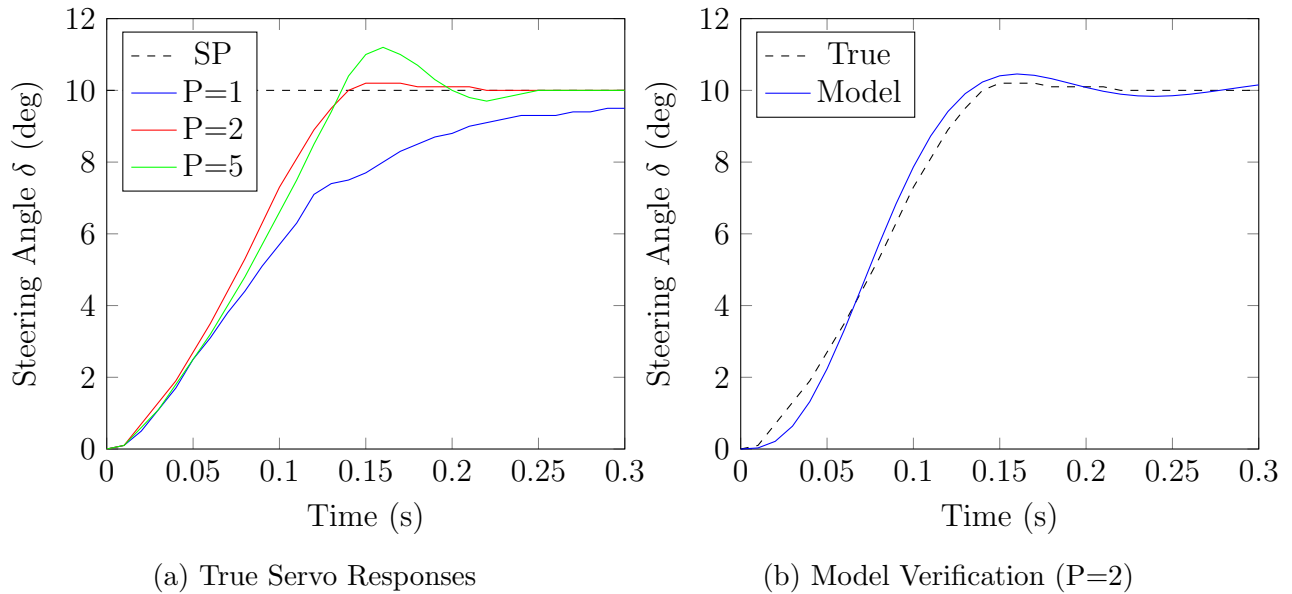 12
10
8
6
4
2
0
0 0.05 0.1 0.15 0.2 0.25 0.3
Steering Angle δ (deg)
Time (s)
SP
P=1
P=2
P=5
(a) True Servo Responses
12
10
8
6
4
2
0
0 0.05 0.1 0.15 0.2 0.25 0.3
Steering Angle δ (deg)
Time (s)
True
Model
(b) Model Verification (P=2)